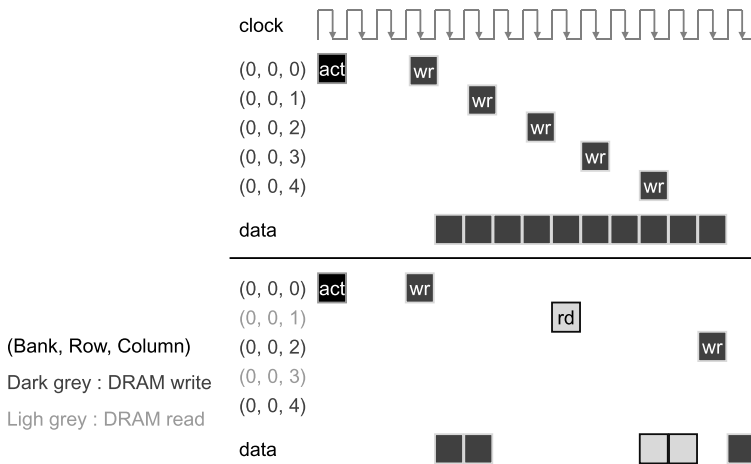 clock
(0, 0, 0) act wr
(0, 0, 1) wr
(0, 0, 2) wr
(0, 0, 3) wr
(0, 0, 4) wr
data
(0, 0, 0) act wr
(0, 0, 1) rd
(Bank, Row, Column) (0, 0, 2) wr
Dark grey : DRAM write (0, 0, 3)
Ligh grey : DRAM read (0, 0, 4)
data